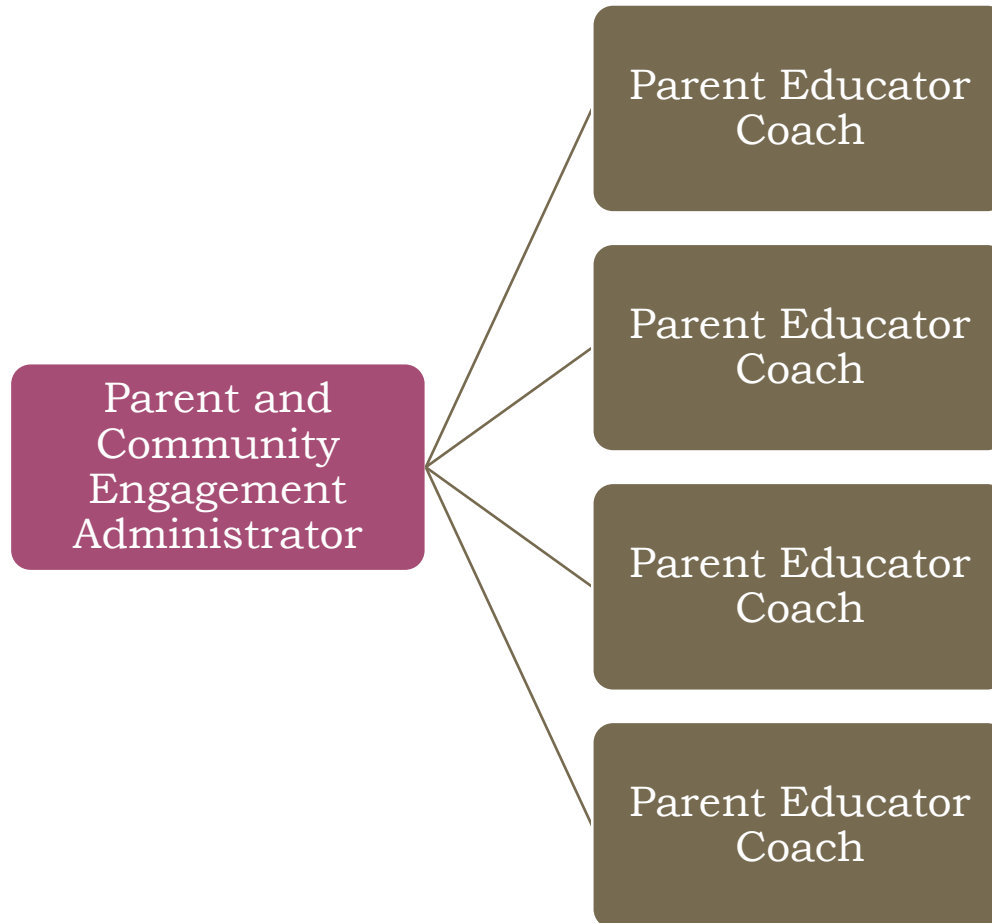 Parent Educator
Coach
Parent Educator
Coach
Parent and
Community
Engagement
Administrator
Parent Educator
Coach
Parent Educator
Coach